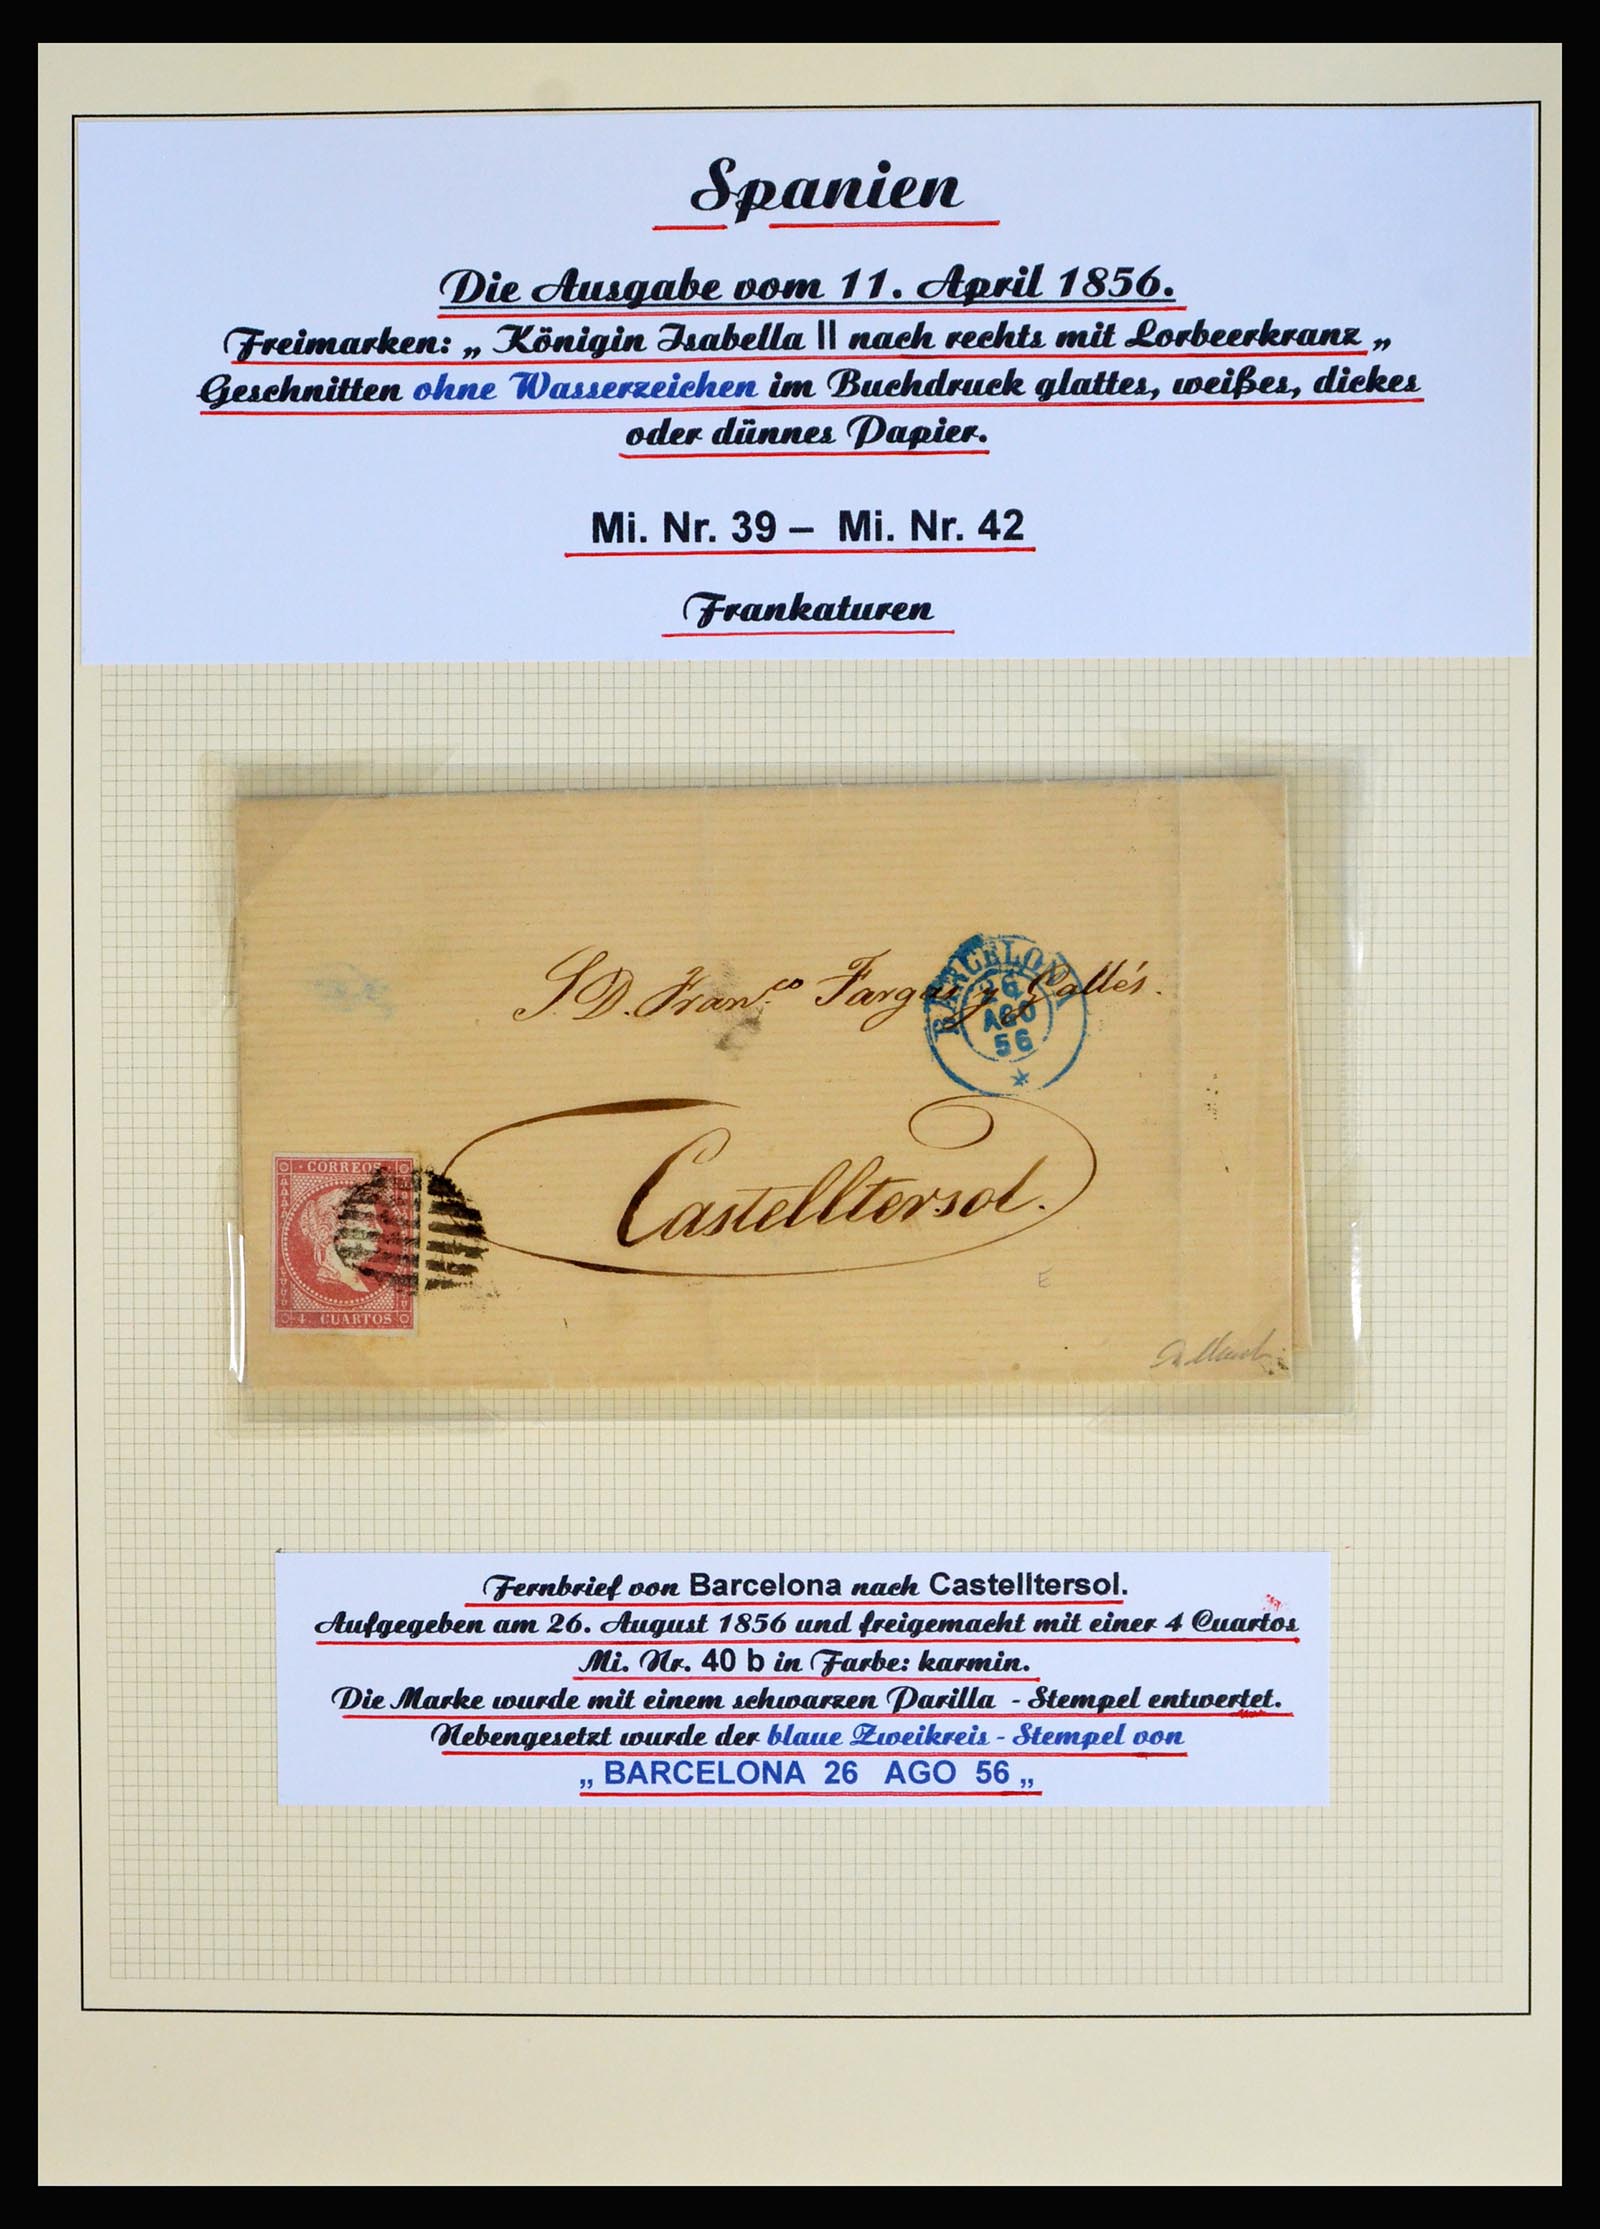 Spanien
Die Ausgabe vom 11. April 1856.
Freimarken: „ Königin Isabella II nach rechts mit Lorbeerkranz „
Geschnitten ohne Wasserzeichen im Buchdruck glattes, weißes, dickes
oder dünnes Papier.
Mi. Nr. 39 – Mi. Nr. 42
Frankaturen
S. D. Franco Fargas y Gallés.
BARCELONA
26
AGO
56
Castelltersol.
CORREOS
4 CUARTOS
E
Fernbrief von Barcelona nach Castelltersol.
Aufgegeben am 26. August 1856 und freigemacht mit einer 4 Cuartos
Mi. Nr. 40 b in Farbe: karmin.
Die Marke wurde mit einem schwarzen Parilla - Stempel entwertet.
Nebengesetzt wurde der blaue Zweikreis - Stempel von
„ BARCELONA 26 AGO 56 „